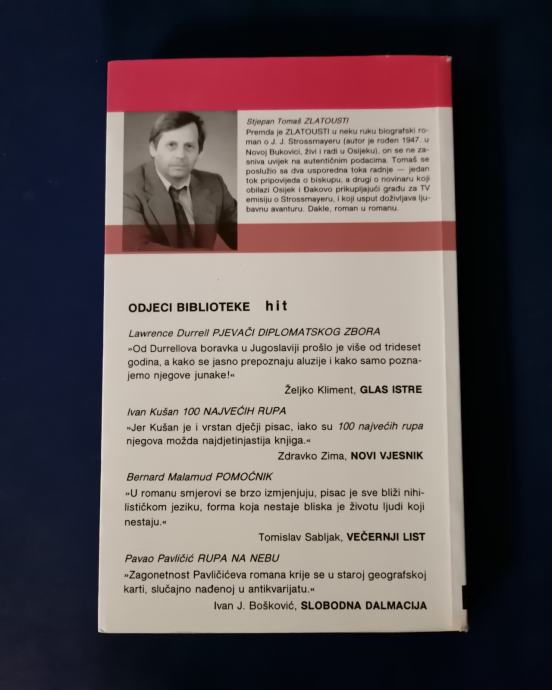 Stjepan Tomaš ZLATOUSTI
Premda je ZLATOUSTI u neku ruku biografski ro-
man o J. J. Strossmayeru (autor je rođen 1947. u
Novoj Bukovici, živi i radi u Osijeku), on se ne za-
sniva uvijek na autentičnim podacima. Tomaš se
poslužio sa dva usporedna toka radnje — jedan
tok pripovijeda o biskupu, a drugi o novinaru koji
obilazi Osijek i Đakovo prikupljajući građu za TV
emisiju o Strossmayeru, i koji usput doživljava lju-
bavnu avanturu. Dakle, roman u romanu.
ODJECI BIBLIOTEKE hit
Lawrence Durrell PJEVAČI DIPLOMATSKOG ZBORA
»Od Durrellova boravka u Jugoslaviji prošlo je više od trideset
godina, a kako se jasno prepoznaju aluzije i kako samo pozna-
jemo njegove junake!«
Željko Kliment, GLAS ISTRE
Ivan Kušan 100 NAJVEĆIH RUPA
»Jer Kušan je i vrstan dječji pisac, iako su 100 najvećih rupa
njegova možda najdjetinjastija knjiga.«
Zdravko Zima, NOVI VJESNIK
Bernard Malamud POMOĆNIK
»U romanu smjerovi se brzo izmjenjuju, pisac je sve bliži nihi-
lističkom jeziku, forma koja nestaje bliska je životu ljudi koji
nestaju.«
Tomislav Sabljak, VEČERNJI LIST
Pavao Pavličić RUPA NA NEBU
»Zagonetnost Pavličićeva romana krije se u staroj geografskoj
karti, slučajno nađenoj u antikvarijatu.«
Ivan J. Bošković, SLOBODNA DALMACIJA